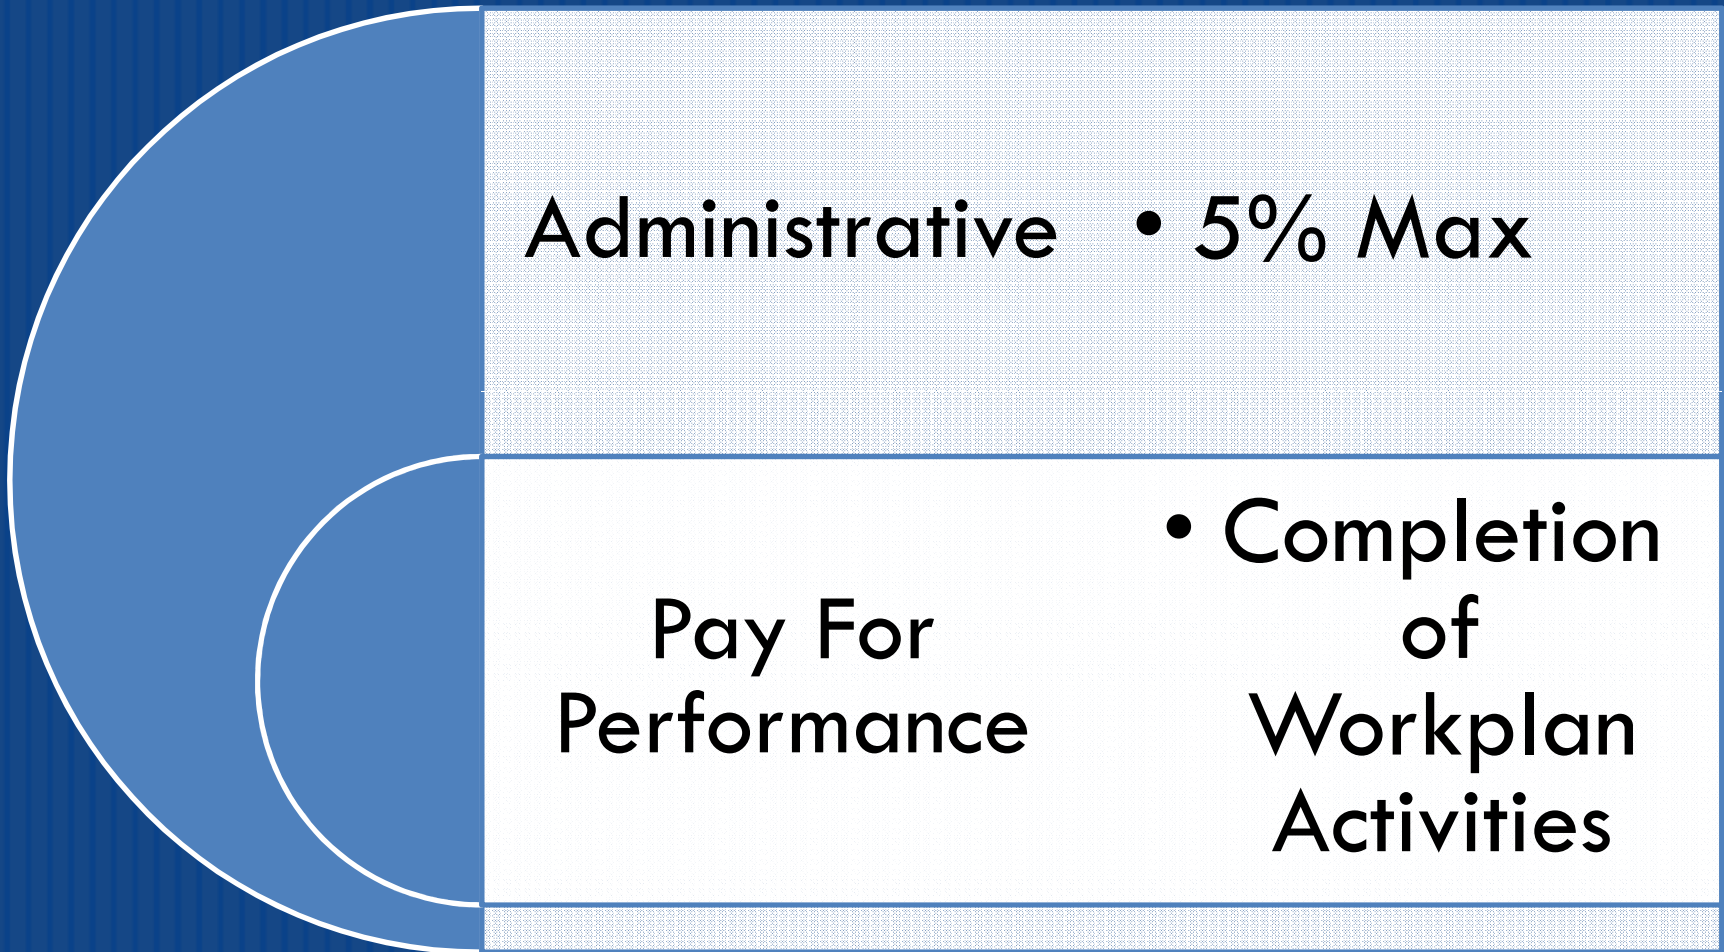 Administrative
• 5% Max
Pay For
Performance
• Completion
of
Workplan
Activities